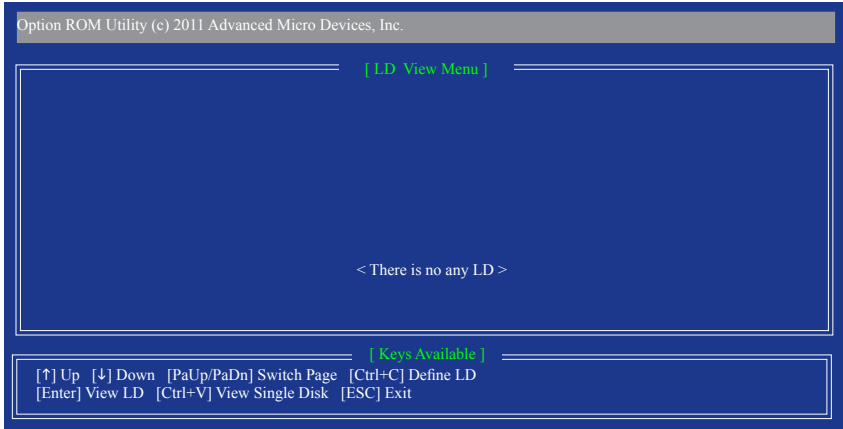 Option ROM Utility (c) 2011 Advanced Micro Devices, Inc.
[ LD View Menu ]
< There is no any LD >
[ Keys Available ]
[↑] Up [↓] Down [PaUp/PaDn] Switch Page [Ctrl+C] Define LD
[Enter] View LD [Ctrl+V] View Single Disk [ESC] Exit